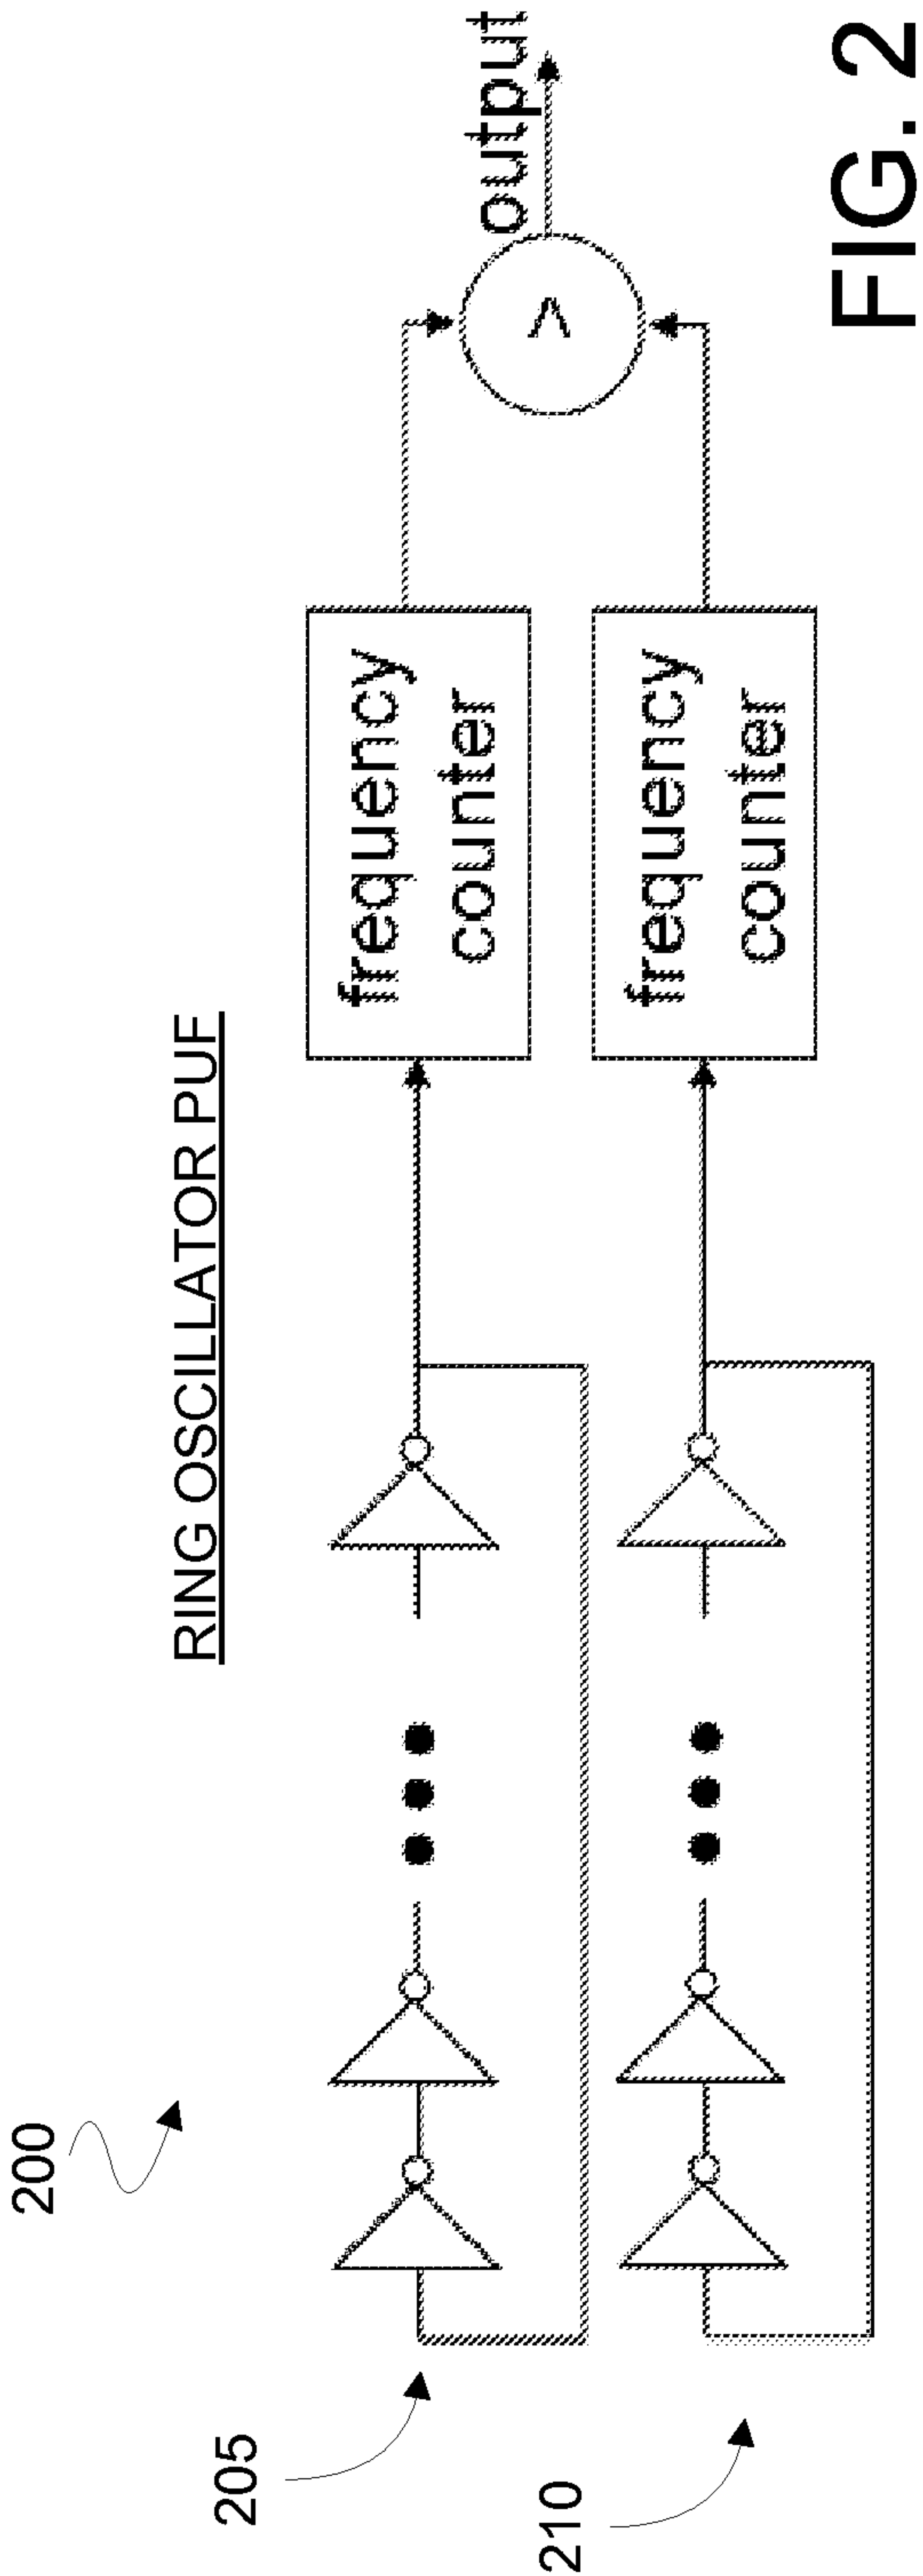 200
RING OSCILLATOR PUF
205
frequency
counter
output
>
210
frequency
counter
FIG. 2